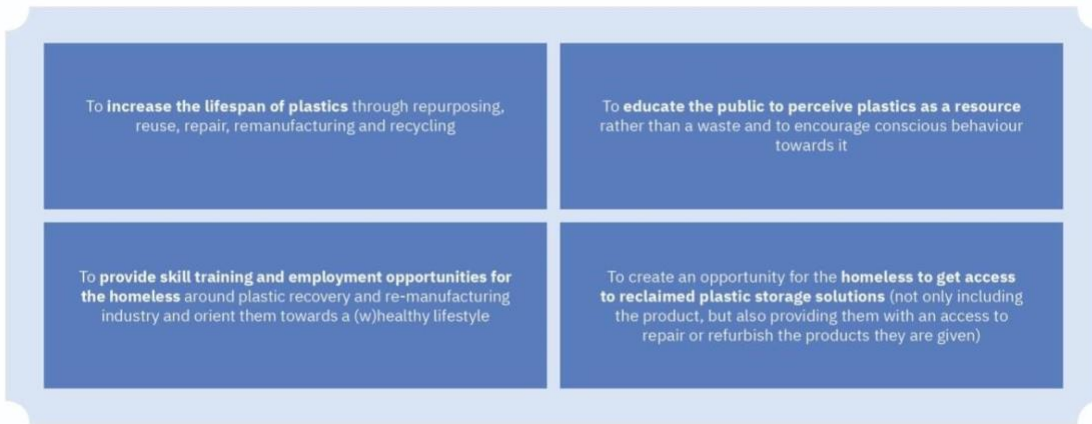 To increase the lifespan of plastics through repurposing,
reuse, repair, remanufacturing and recycling
To educate the public to perceive plastics as a resource
rather than a waste and to encourage conscious behaviour
towards it
To provide skill training and employment opportunities for
the homeless around plastic recovery and re-manufacturing
industry and orient them towards a (w)healthy lifestyle
To create an opportunity for the homeless to get access
to reclaimed plastic storage solutions (not only including
the product, but also providing them with an access to
repair or refurbish the products they are given)